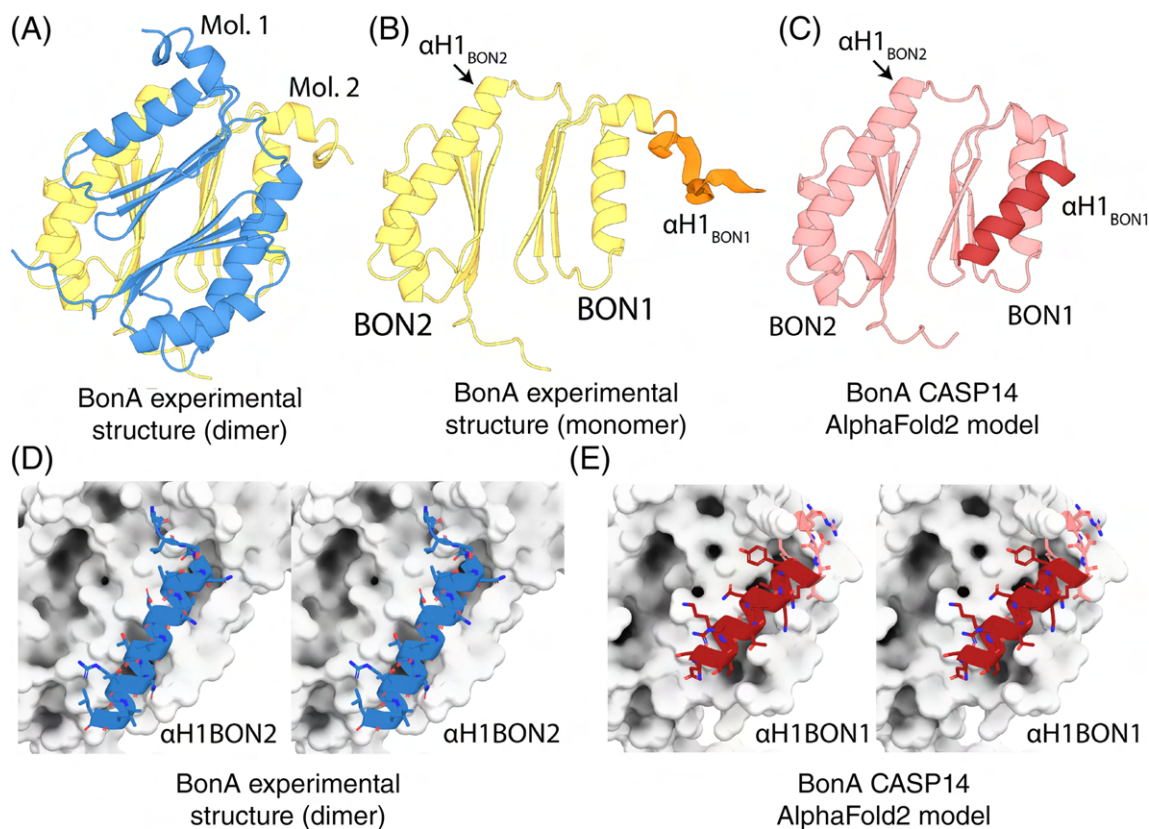 (A)
Mol. 1
Mol. 2
BonA experimental
structure (dimer)
(B)
αH1BON2
αH1BON1
BON2
BON1
BonA experimental
structure (monomer)
(C)
αH1BON2
αH1BON1
BON2
BON1
BonA CASP14
AlphaFold2 model
(D)
αH1BON2
αH1BON2
BonA experimental
structure (dimer)
(E)
αH1BON1
αH1BON1
BonA CASP14
AlphaFold2 model